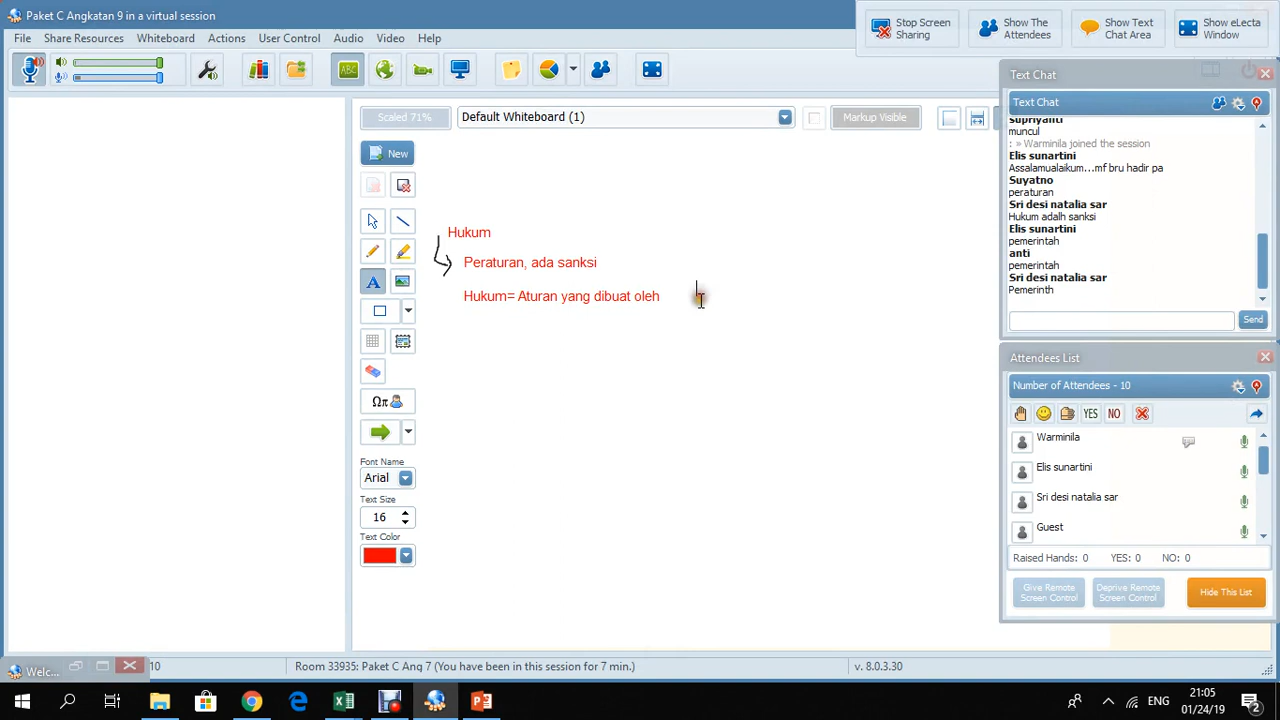 Paket C Angkatan 9 in a virtual session
File Share Resources Whiteboard Actions User Control Audio Video Help
Stop Screen Sharing
Show The Attendees
Show Text Chat Area
Show eLecta Window
Scaled 71%
Default Whiteboard (1)
Markup Visible
New
Hukum
Peraturan, ada sanksi
Hukum= Aturan yang dibuat oleh
A
Ωπ
Font Name
Arial
Text Size
16
Text Color
Text Chat
Text Chat
supriyanti
muncul
: » Warminila joined the session
Elis sunartini
Assalamualaikum...mf bru hadir pa
Suyatno
peraturan
Sri desi natalia sar
Hukum adalh sanksi
Elis sunartini
pemerintah
anti
pemerintah
Sri desi natalia sar
Pemerinth
Send
Attendees List
Number of Attendees - 10
YES NO
Warminila
Elis sunartini
Sri desi natalia sar
Guest
Raised Hands: 0 YES: 0 NO: 0
Give Remote Screen Control
Deprive Remote Screen Control
Hide This List
Welc...
10
Room 33935: Paket C Ang 7 (You have been in this session for 7 min.)
v. 8.0.3.30
ENG
21:05
01/24/19
2